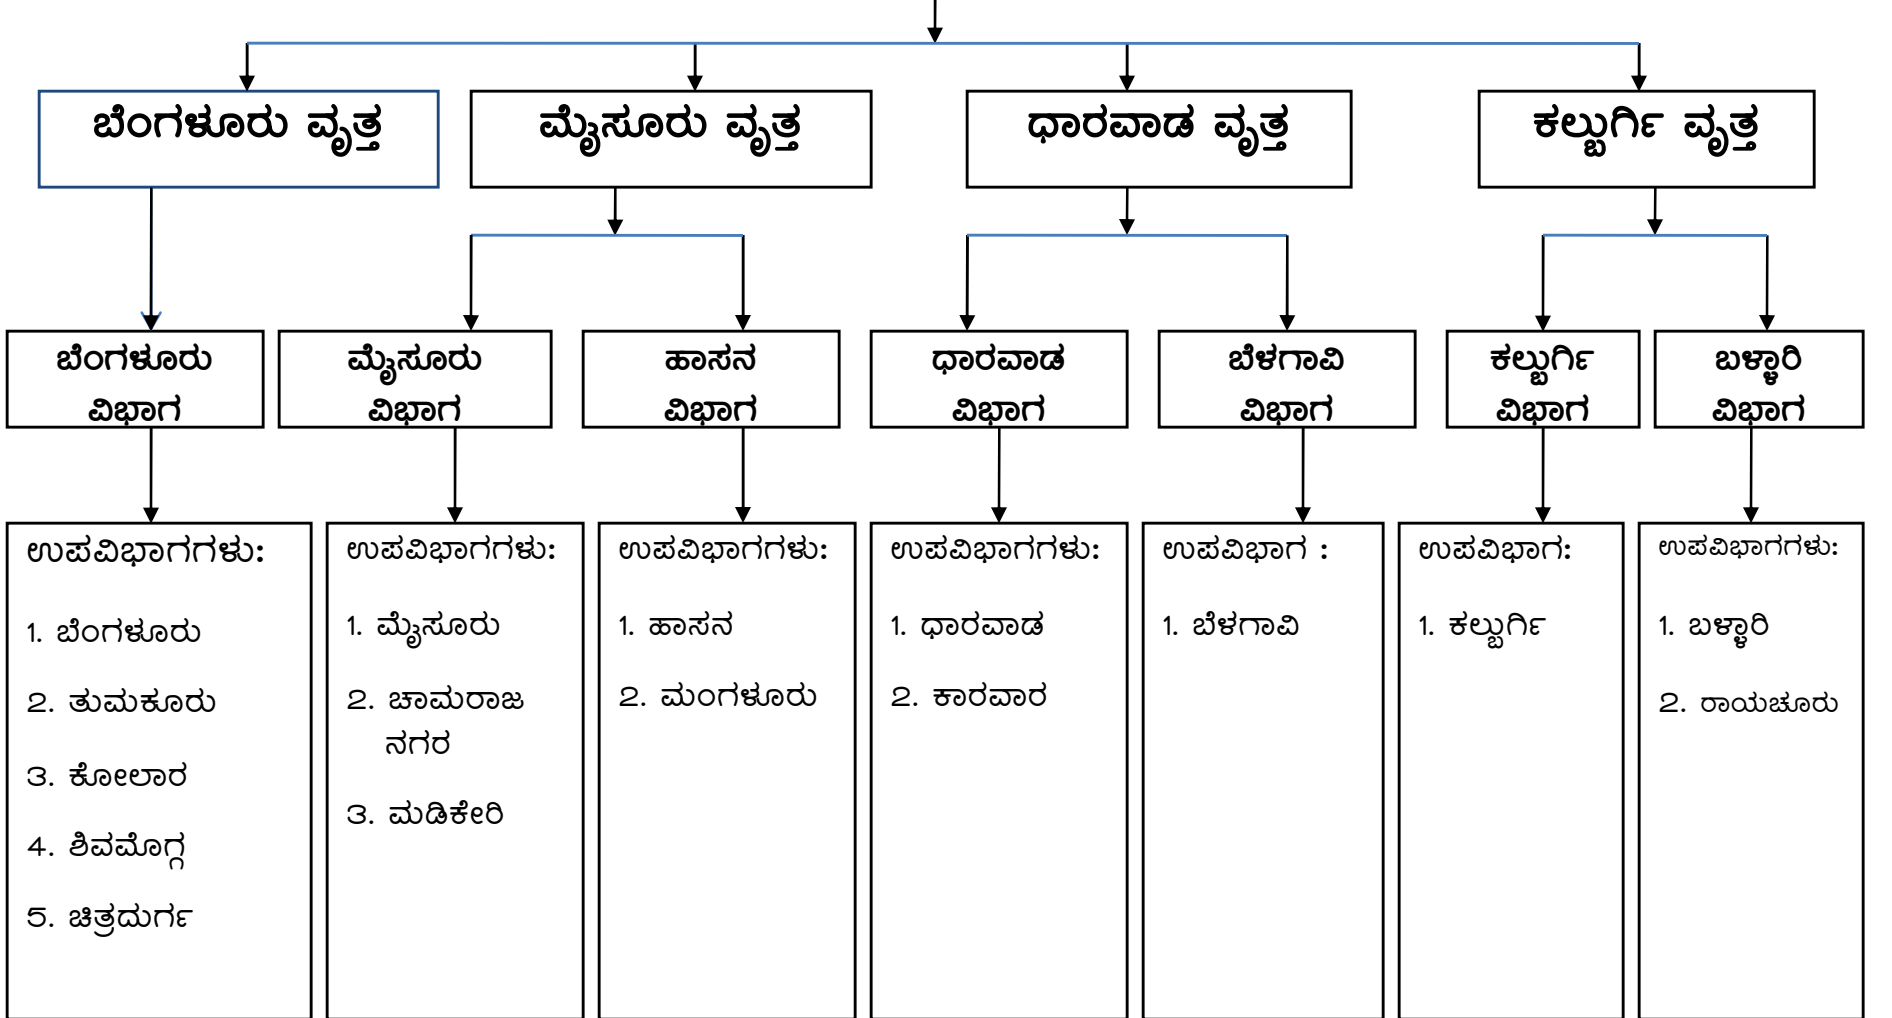 ಬೆಂಗಳೂರು ವೃತ್ತ
ಮೈಸೂರು ವೃತ್ತ
ಧಾರವಾಡ ವೃತ್ತ
ಕಲ್ಬುರ್ಗಿ ವೃತ್ತ
ಬೆಂಗಳೂರು
ವಿಭಾಗ
ಮೈಸೂರು
ವಿಭಾಗ
ಹಾಸನ
ವಿಭಾಗ
ಧಾರವಾಡ
ವಿಭಾಗ
ಬೆಳಗಾವಿ
ವಿಭಾಗ
ಕಲ್ಬುರ್ಗಿ
ವಿಭಾಗ
ಬಳ್ಳಾರಿ
ವಿಭಾಗ
ಉಪವಿಭಾಗಗಳು:
1. ಬೆಂಗಳೂರು
2. ತುಮಕೂರು
3. ಕೋಲಾರ
4. ಶಿವಮೊಗ್ಗ
5. ಚಿತ್ರದುರ್ಗ
ಉಪವಿಭಾಗಗಳು:
1. ಮೈಸೂರು
2. ಚಾಮರಾಜ
ನಗರ
3. ಮಡಿಕೇರಿ
ಉಪವಿಭಾಗಗಳು:
1. ಹಾಸನ
2. ಮಂಗಳೂರು
ಉಪವಿಭಾಗಗಳು:
1. ಧಾರವಾಡ
2. ಕಾರವಾರ
ಉಪವಿಭಾಗ :
1. ಬೆಳಗಾವಿ
ಉಪವಿಭಾಗ:
1. ಕಲ್ಬುರ್ಗಿ
ಉಪವಿಭಾಗಗಳು:
1. ಬಳ್ಳಾರಿ
2. ರಾಯಚೂರು